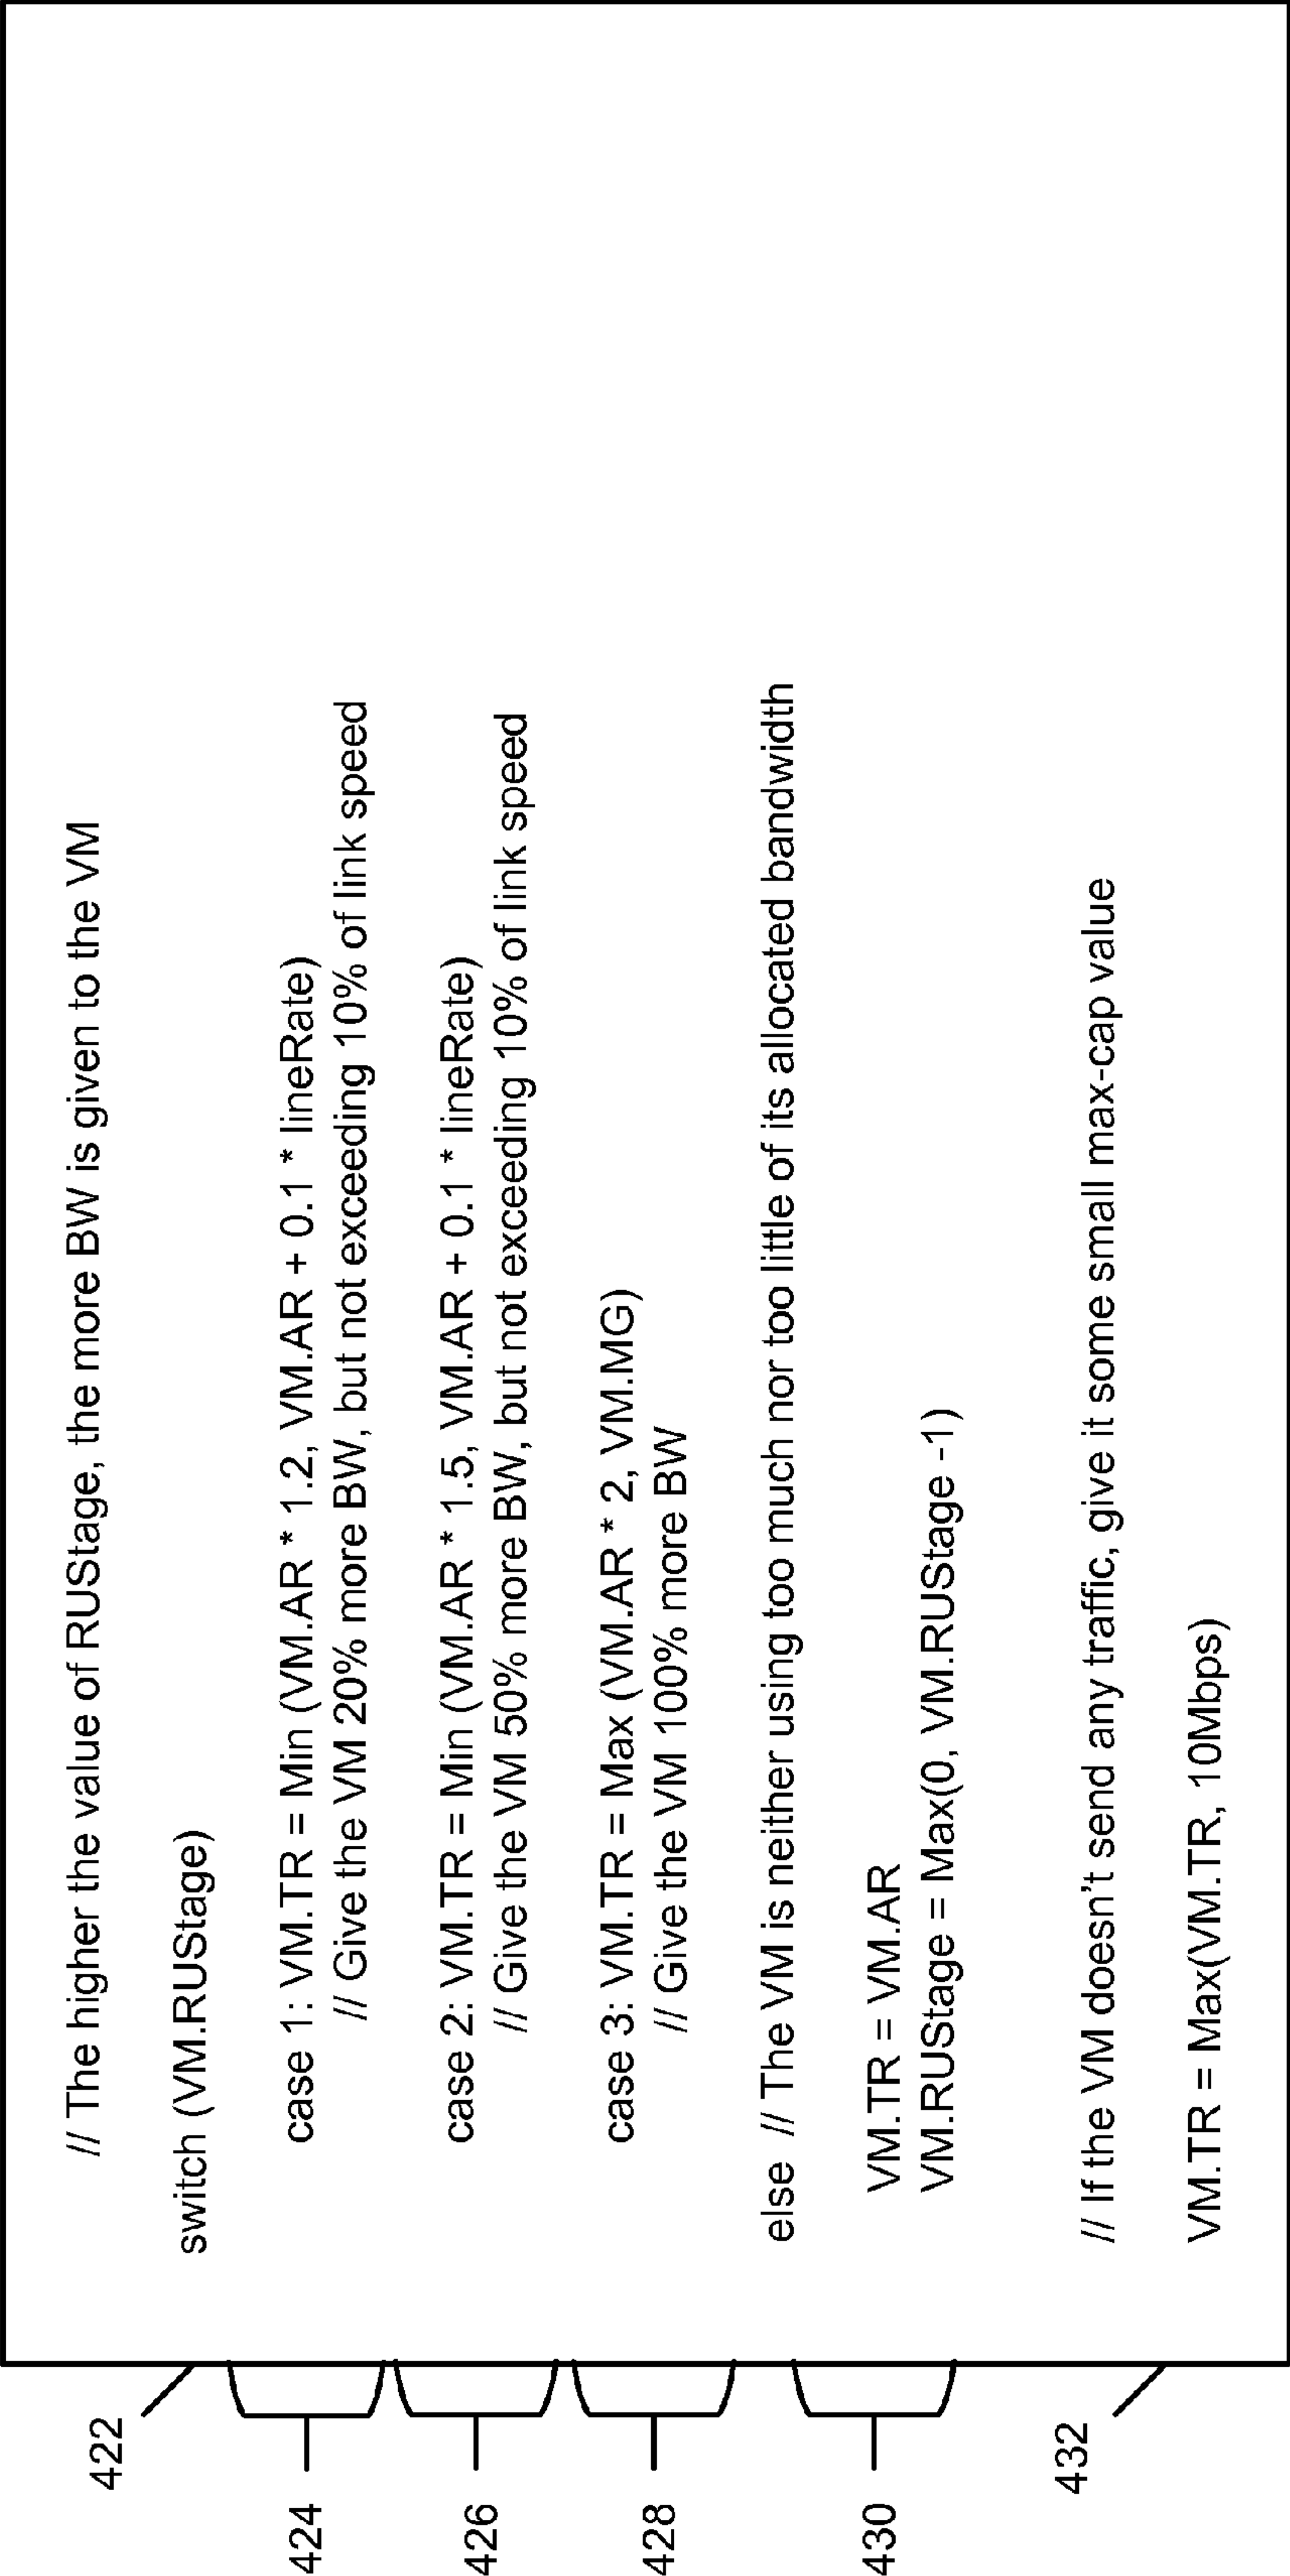 // The higher the value of RUStage, the more BW is given to the VM
422
switch (VM.RUStage)
424
case 1: VM.TR = Min (VM.AR * 1.2, VM.AR + 0.1 * lineRate)
// Give the VM 20% more BW, but not exceeding 10% of link speed
426
case 2: VM.TR = Min (VM.AR * 1.5, VM.AR + 0.1 * lineRate)
// Give the VM 50% more BW, but not exceeding 10% of link speed
428
case 3: VM.TR = Max (VM.AR * 2, VM.MG)
// Give the VM 100% more BW
else // The VM is neither using too much nor too little of its allocated bandwidth
430
VM.TR = VM.AR
VM.RUStage = Max(0, VM.RUStage -1)
432
// If the VM doesn't send any traffic, give it some small max-cap value
VM.TR = Max(VM.TR, 10Mbps)